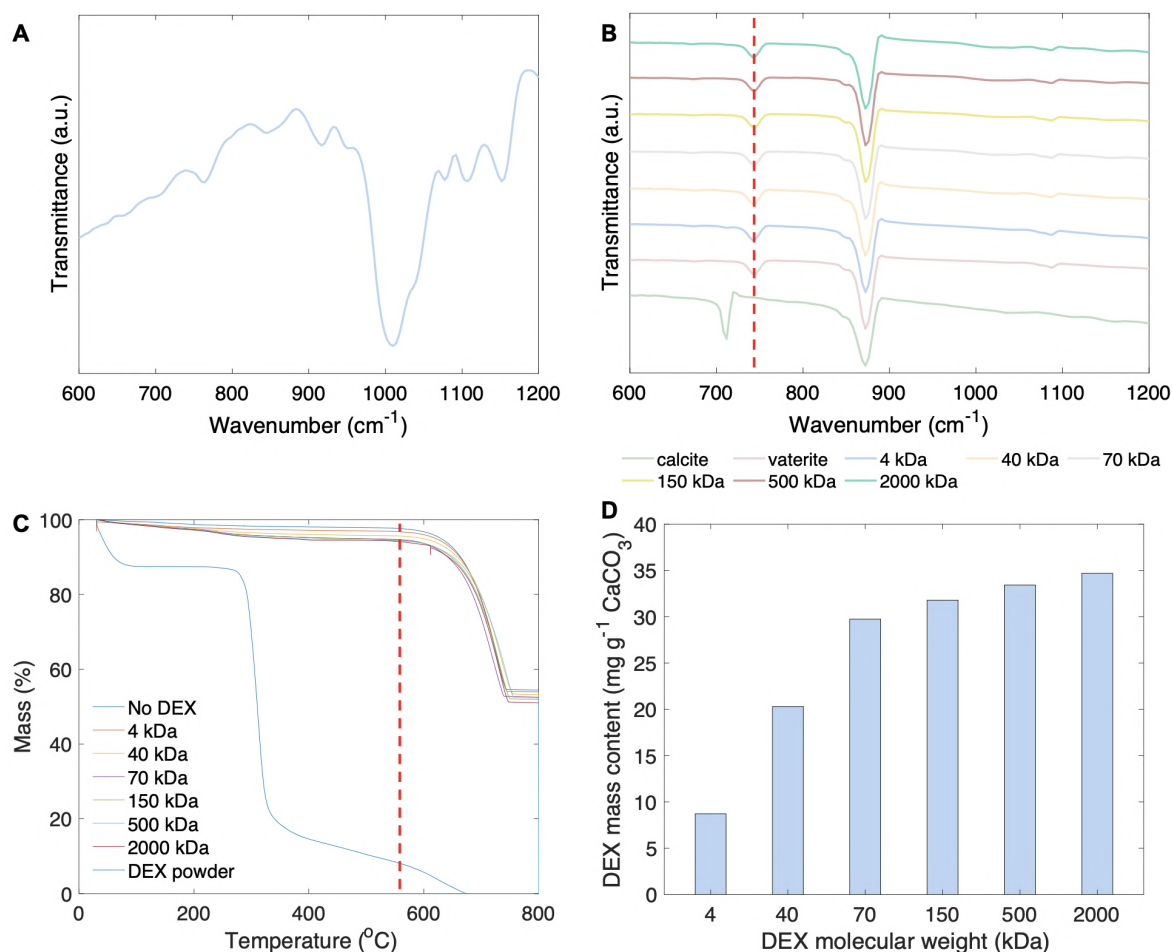 A
Transmittance (a.u.)
600 700 800 900 1000 1100 1200
Wavenumber (cm⁻¹)
B
Transmittance (a.u.)
600 700 800 900 1000 1100 1200
Wavenumber (cm⁻¹)
calcite vaterite 4 kDa 40 kDa 70 kDa
150 kDa 500 kDa 2000 kDa
C
Mass (%)
100
80
60
40
20
0
No DEX
4 kDa
40 kDa
70 kDa
150 kDa
500 kDa
2000 kDa
DEX powder
0 200 400 600 800
Temperature (°C)
D
DEX mass content (mg g⁻¹ CaCO₃)
40
35
30
25
20
15
10
5
0
4 40 70 150 500 2000
DEX molecular weight (kDa)